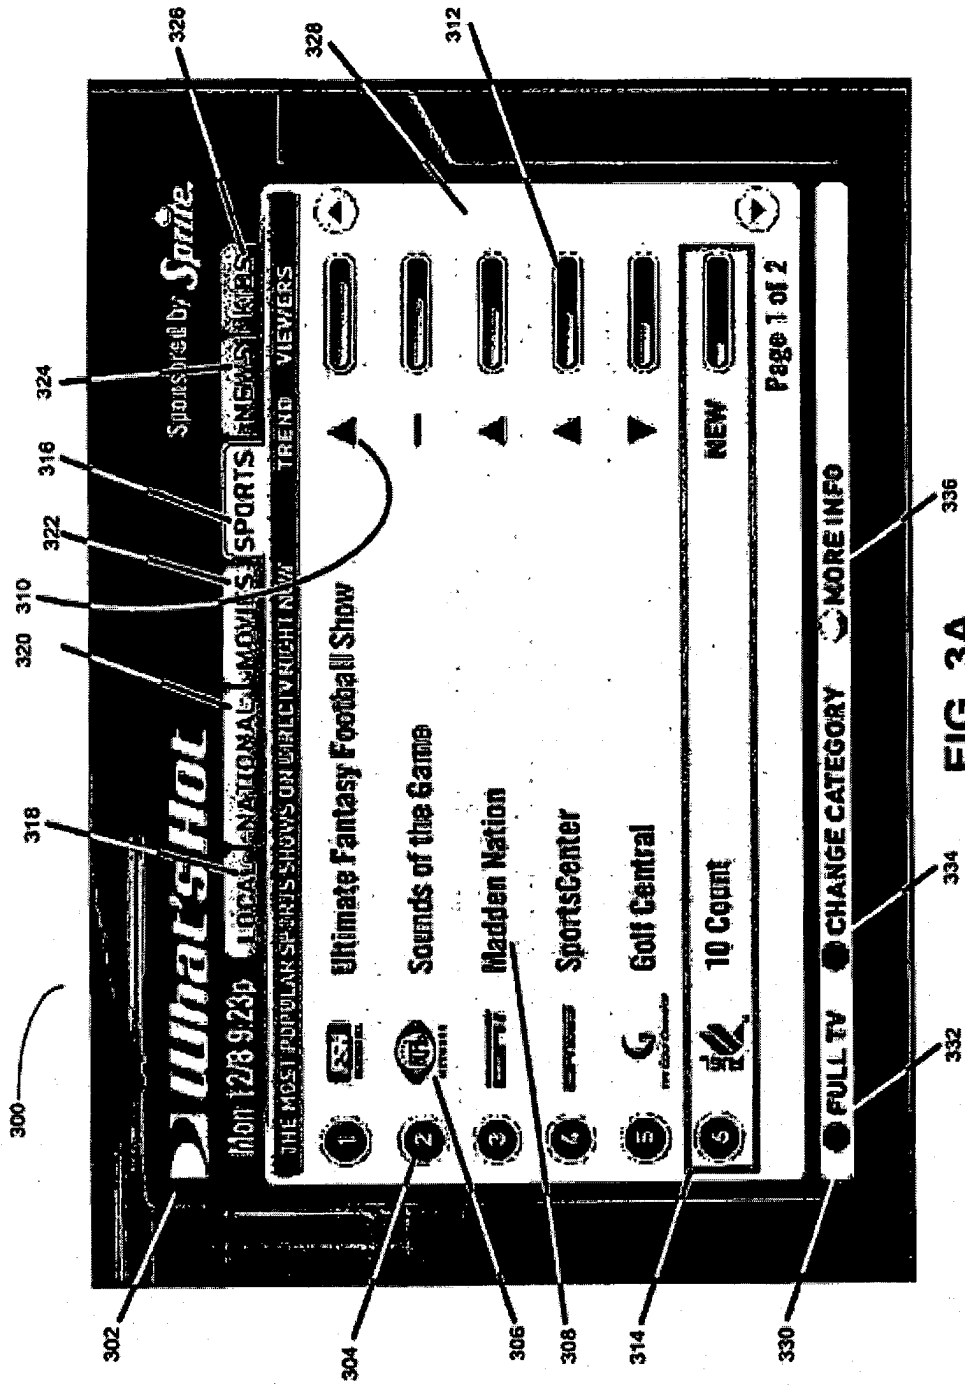 300
302
What's Hot
Sponsored by Sprite
Mon 12/8 9:23p
LOCAL NATIONAL MOVIES SPORTS NEWS KIDS
318 320 322 316 324 326
THE MOST POPULAR SPORTS SHOWS ON DIRECTV RIGHT NOW TREND VIEWERS
310
328
312
1 Ultimate Fantasy Football Show
304
2 Sounds of the Game
306
3 Madden Nation
308
4 SportsCenter
5 G Golf Central
314
6 10 Count NEW
Page 1 of 2
330
FULL TV CHANGE CATEGORY MORE INFO
332 334 336
FIG. 3A